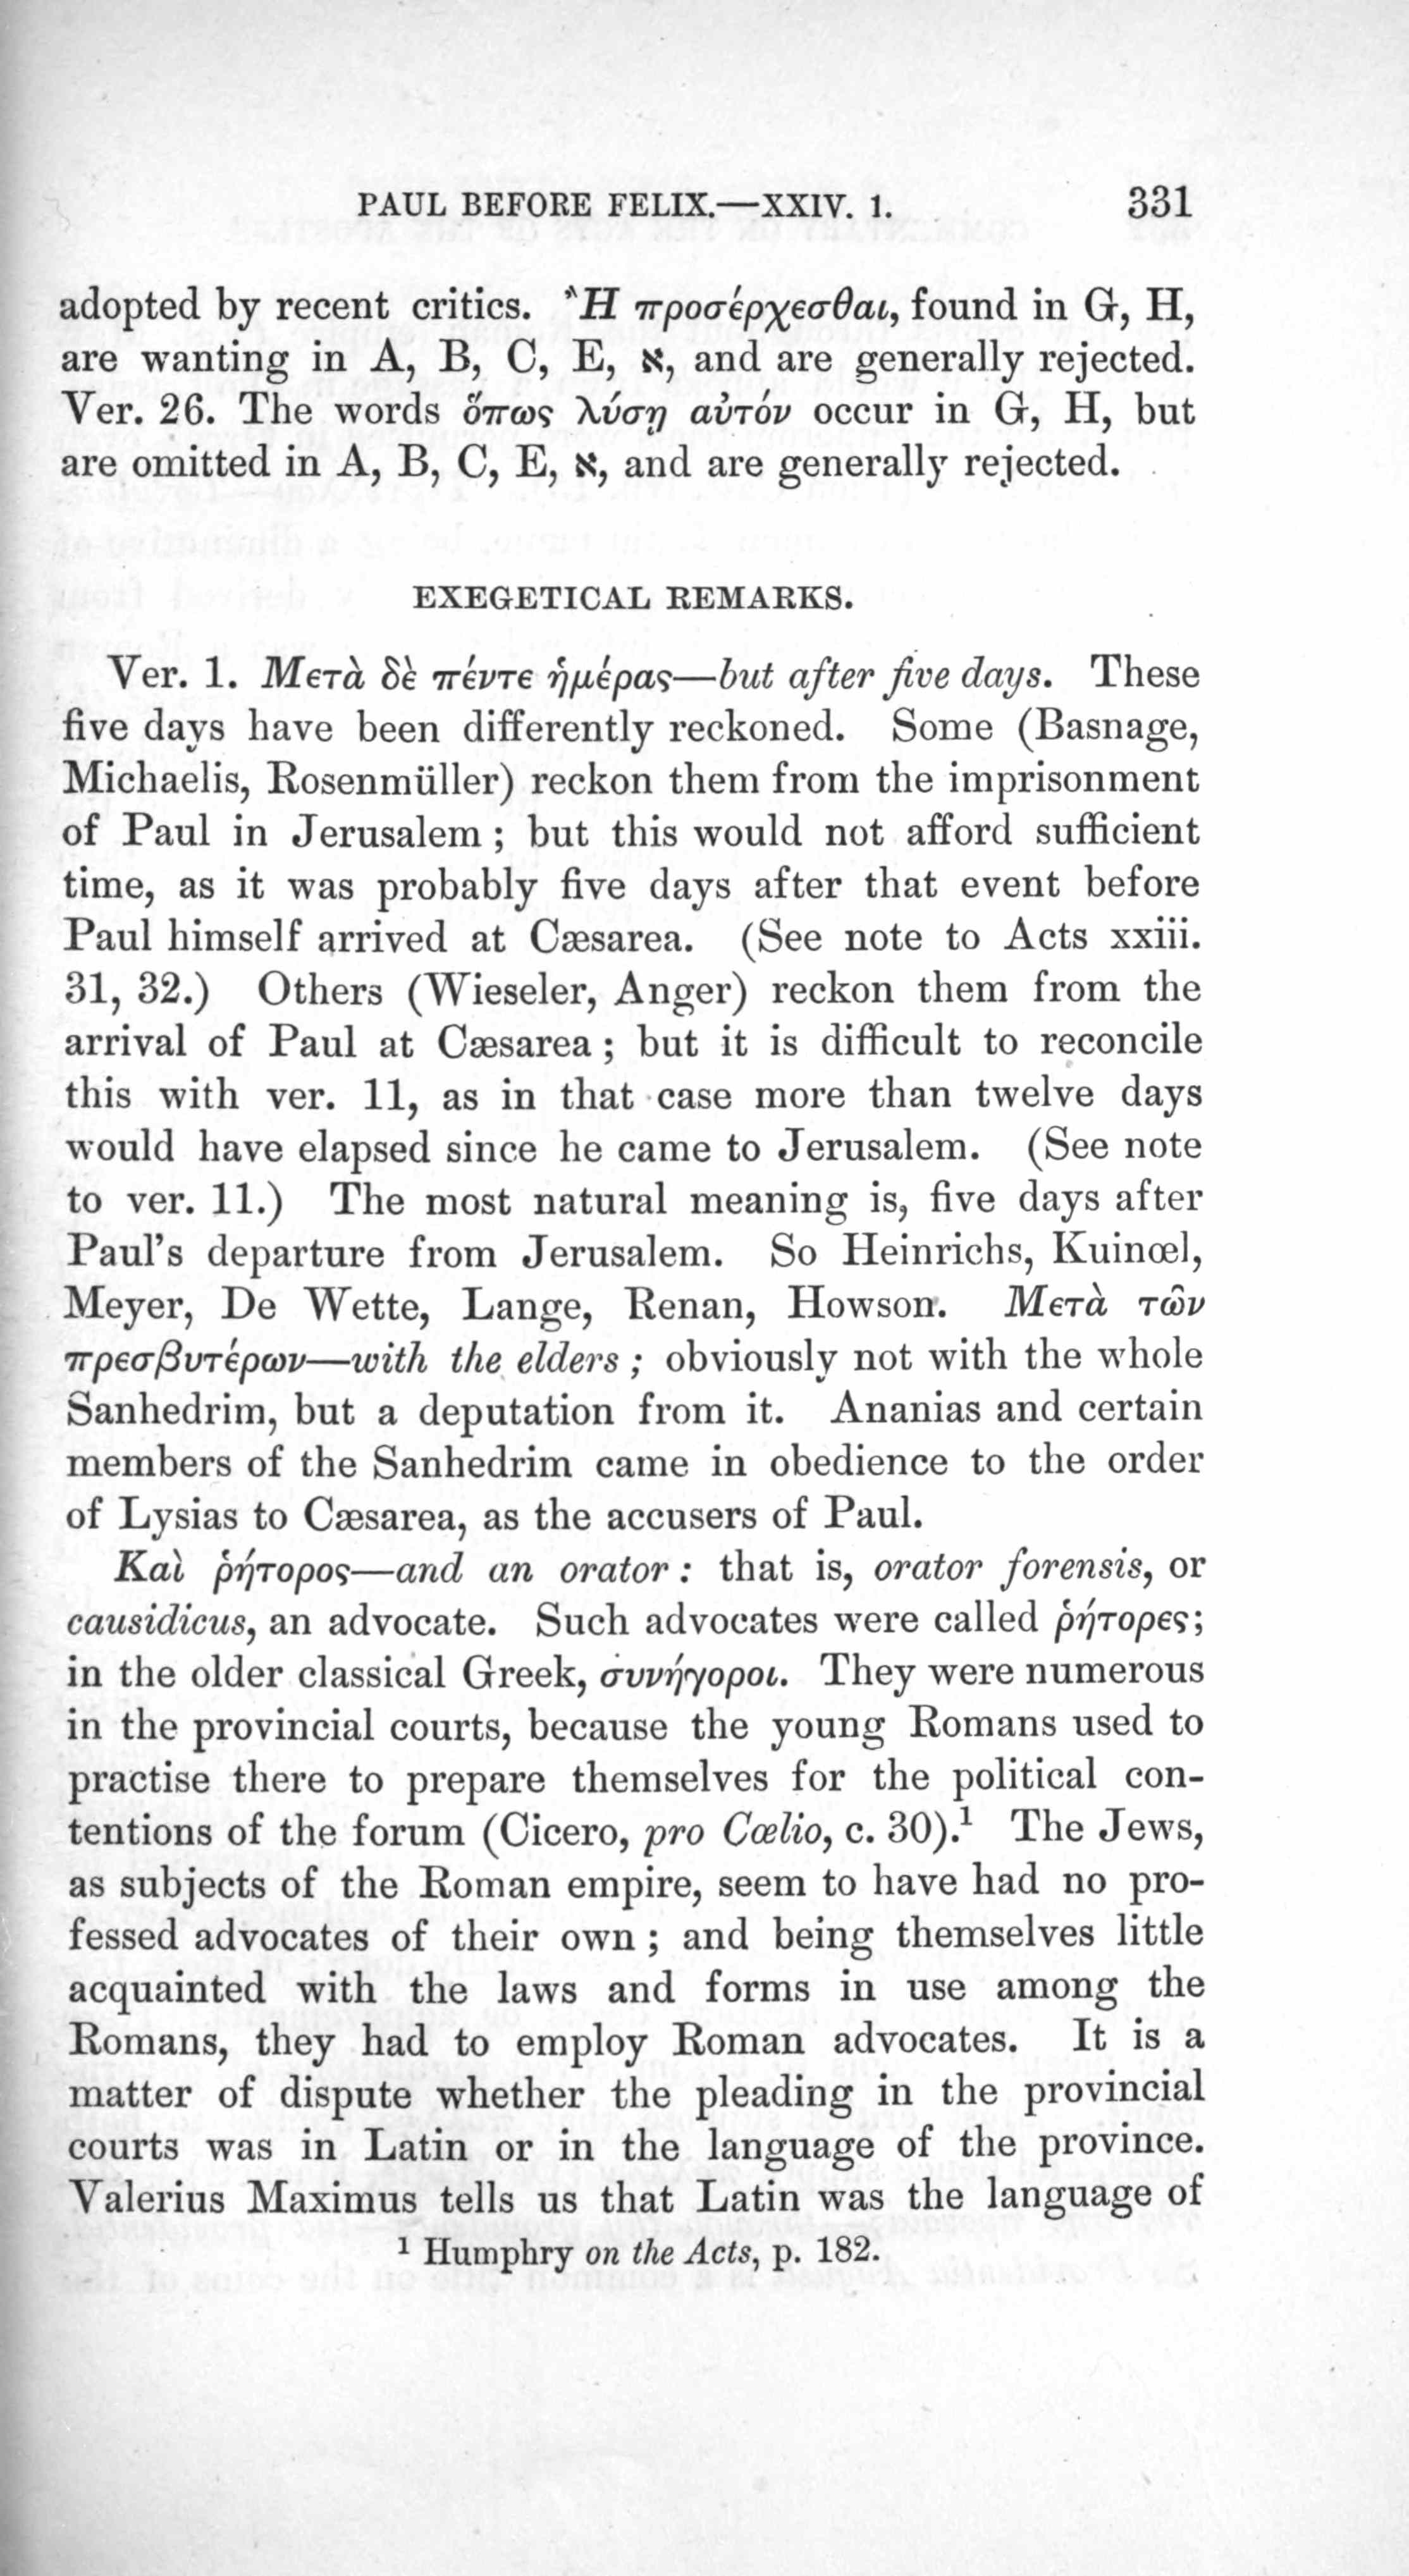 PAUL BEFORE FELIX.—XXIV. 1. 331
adopted by recent critics. Ἢ προσέρχεσθαι, found in G, H,
are wanting in A, B, C, E, א, and are generally rejected.
Ver. 26. The words ὅπως λύσῃ αὐτόν occur in G, H, but
are omitted in A, B, C, E, א, and are generally rejected.
EXEGETICAL REMARKS.
Ver. 1. Μετὰ δὲ πέντε ἡμέρας—but after five days. These
five days have been differently reckoned. Some (Basnage,
Michaelis, Rosenmüller) reckon them from the imprisonment
of Paul in Jerusalem; but this would not afford sufficient
time, as it was probably five days after that event before
Paul himself arrived at Cæsarea. (See note to Acts xxiii.
31, 32.) Others (Wieseler, Anger) reckon them from the
arrival of Paul at Cæsarea; but it is difficult to reconcile
this with ver. 11, as in that case more than twelve days
would have elapsed since he came to Jerusalem. (See note
to ver. 11.) The most natural meaning is, five days after
Paul's departure from Jerusalem. So Heinrichs, Kuinœl,
Meyer, De Wette, Lange, Renan, Howson. Μετὰ τῶν
πρεσβυτέρων—with the elders; obviously not with the whole
Sanhedrim, but a deputation from it. Ananias and certain
members of the Sanhedrim came in obedience to the order
of Lysias to Cæsarea, as the accusers of Paul.
Καὶ ῥήτορος—and an orator: that is, orator forensis, or
causidicus, an advocate. Such advocates were called ῥήτορες;
in the older classical Greek, συνήγοροι. They were numerous
in the provincial courts, because the young Romans used to
practise there to prepare themselves for the political con-
tentions of the forum (Cicero, pro Cœlio, c. 30).¹ The Jews,
as subjects of the Roman empire, seem to have had no pro-
fessed advocates of their own; and being themselves little
acquainted with the laws and forms in use among the
Romans, they had to employ Roman advocates. It is a
matter of dispute whether the pleading in the provincial
courts was in Latin or in the language of the province.
Valerius Maximus tells us that Latin was the language of
¹ Humphry on the Acts, p. 182.